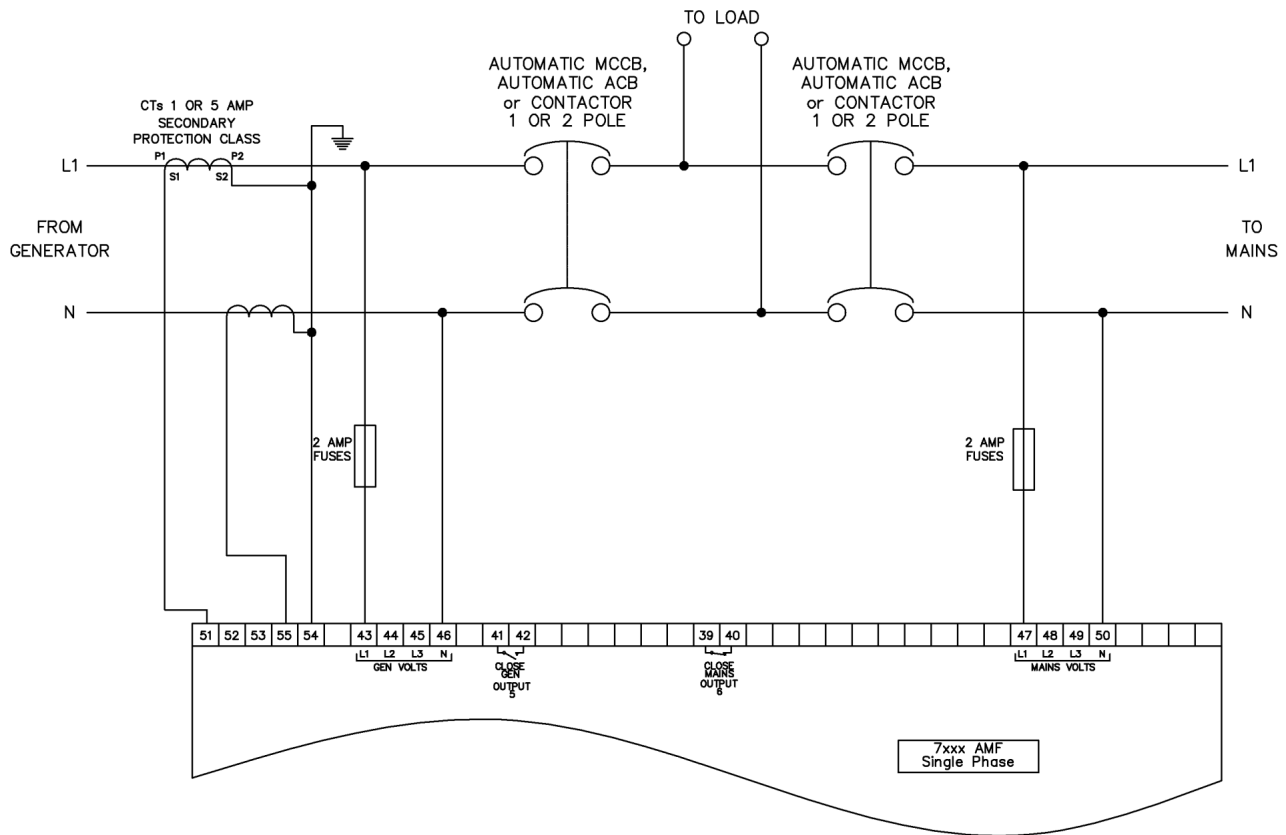 TO LOAD
AUTOMATIC MCCB,
AUTOMATIC ACB
or CONTACTOR
1 OR 2 POLE
AUTOMATIC MCCB,
AUTOMATIC ACB
or CONTACTOR
1 OR 2 POLE
CTs 1 OR 5 AMP
SECONDARY
PROTECTION CLASS
P1 P2
L1 S1 S2 L1
FROM
GENERATOR
TO
MAINS
N N
2 AMP
FUSES
2 AMP
FUSES
51 52 53 55 54 43 44 45 46 41 42 39 40 47 48 49 50
L1 L2 L3 N
GEN VOLTS
CLOSE
GEN
OUTPUT
5
CLOSE
MAINS
OUTPUT
6
L1 L2 L3 N
MAINS VOLTS
7xxx AMF
Single Phase